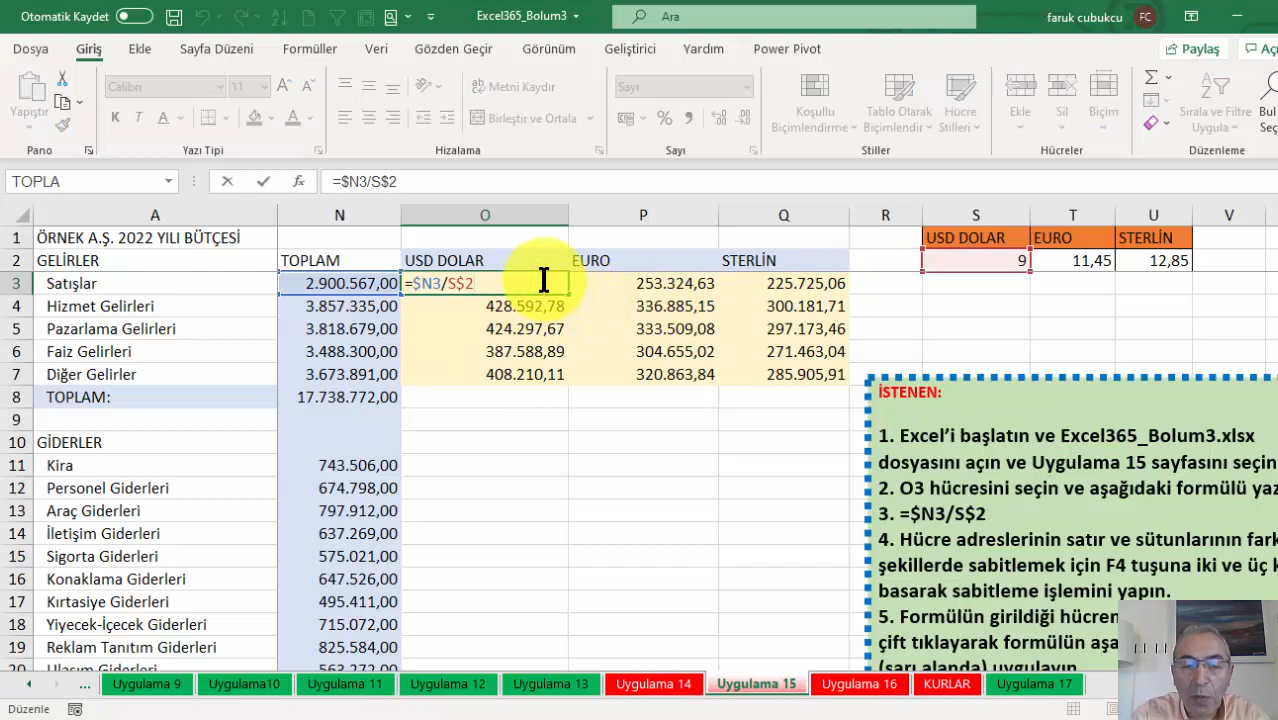 Otomatik Kaydet
Excel365_Bolum3
Ara
faruk cubukcu
FC
Dosya Giriş Ekle Sayfa Düzeni Formüller Veri Gözden Geçir Görünüm Geliştirici Yardım Power Pivot
Paylaş
Yapıştır
Calibri 11
K T A
Metni Kaydır
Birleştir ve Ortala
Sayı
Koşullu Biçimlendirme
Tablo Olarak Biçimlendir
Hücre Stilleri
Ekle Sil Biçim
Sırala ve Filtre Uygula
Pano Yazı Tipi Hizalama Sayı Stiller Hücreler Düzenleme
TOPLA
=$N3/S$2
A N O P Q R S T U V
1 ÖRNEK A.Ş. 2022 YILI BÜTÇESİ USD DOLAR EURO STERLİN
2 GELİRLER TOPLAM USD DOLAR EURO STERLİN 9 11,45 12,85
3 Satışlar 2.900.567,00 =$N3/S$2 253.324,63 225.725,06
4 Hizmet Gelirleri 3.857.335,00 428.592,78 336.885,15 300.181,71
5 Pazarlama Gelirleri 3.818.679,00 424.297,67 333.509,08 297.173,46
6 Faiz Gelirleri 3.488.300,00 387.588,89 304.655,02 271.463,04
7 Diğer Gelirler 3.673.891,00 408.210,11 320.863,84 285.905,91
8 TOPLAM: 17.738.772,00
9
10 GİDERLER
11 Kira 743.506,00
12 Personel Giderleri 674.798,00
13 Araç Giderleri 797.912,00
14 İletişim Giderleri 637.269,00
15 Sigorta Giderleri 575.021,00
16 Konaklama Giderleri 647.526,00
17 Kırtasiye Giderleri 495.411,00
18 Yiyecek-İçecek Giderleri 715.072,00
19 Reklam Tanıtım Giderleri 825.584,00
20 Ulaşım Giderleri 563.272,00
İSTENEN:
1. Excel’i başlatın ve Excel365_Bolum3.xlsx
dosyasını açın ve Uygulama 15 sayfasını seçin
2. O3 hücresini seçin ve aşağıdaki formülü
3. =$N3/S$2
4. Hücre adreslerinin satır ve sütunlarının
şekillerde sabitlemek için F4 tuşuna iki ve üç
basarak sabitleme işlemini yapın.
5. Formülün girildiği
çift tıklayarak formülün
(sarı alanda) uygulayın
... Uygulama 9 Uygulama10 Uygulama 11 Uygulama 12 Uygulama 13 Uygulama 14 Uygulama 15 Uygulama 16 KURLAR Uygulama 17
Düzenle